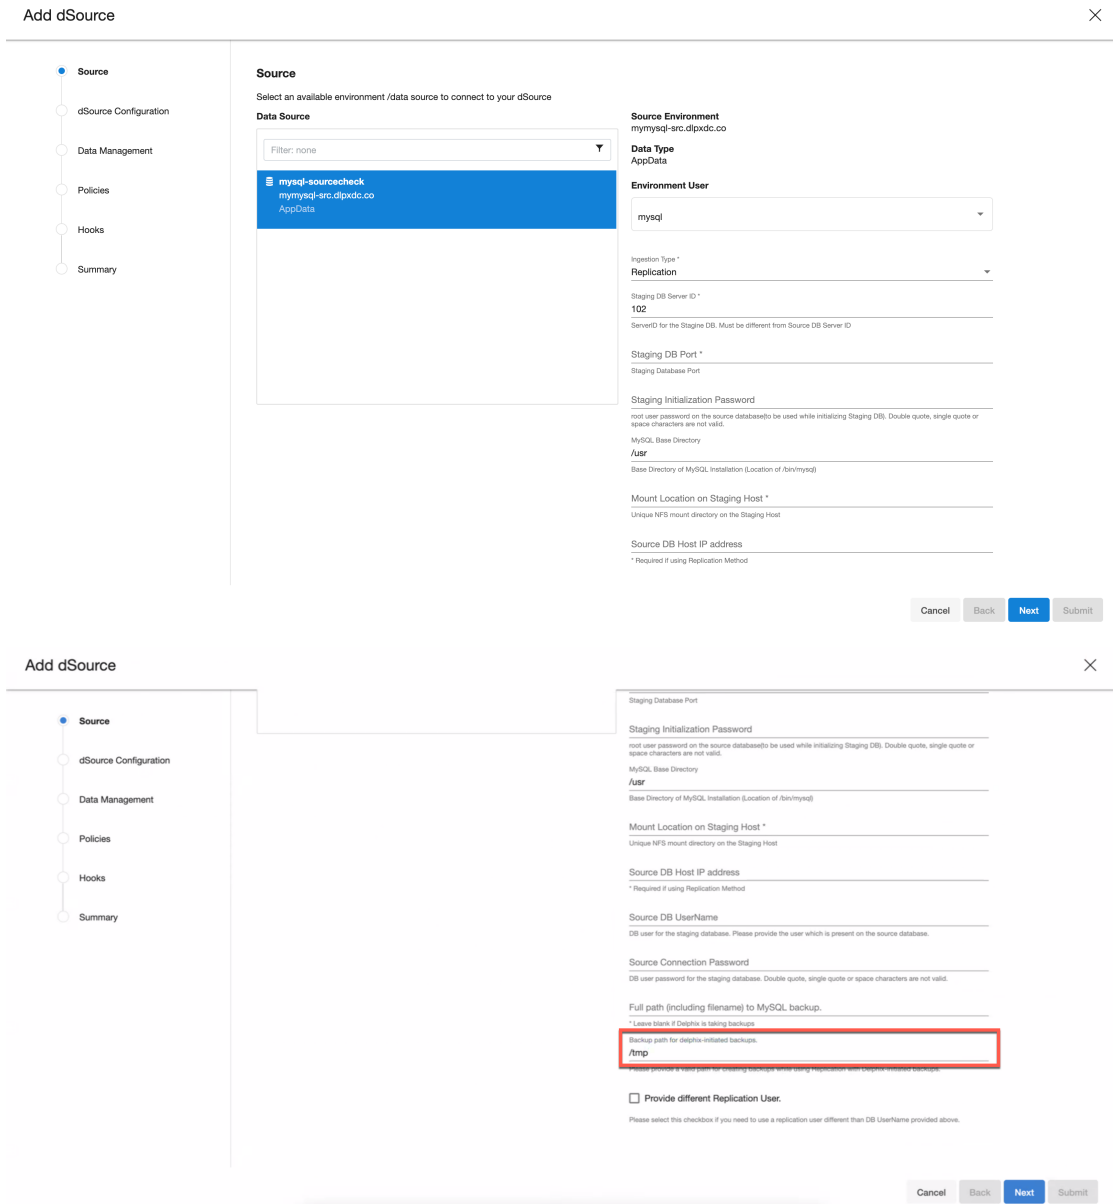 Add dSource
Source
dSource Configuration
Data Management
Policies
Hooks
Summary
Source
Select an available environment /data source to connect to your dSource
Data Source
Filter: none
mysql-sourcecheck
mymysql-src.dlpxdc.co
AppData
Source Environment
mymysql-src.dlpxdc.co
Data Type
AppData
Environment User
mysql
Ingestion Type *
Replication
Staging DB Server ID *
102
ServerID for the Stagine DB. Must be different from Source DB Server ID
Staging DB Port *
Staging Database Port
Staging Initialization Password
root user password on the source database(to be used while initializing Staging DB). Double quote, single quote or
space characters are not valid.
MySQL Base Directory
/usr
Base Directory of MySQL Installation (Location of /bin/mysql)
Mount Location on Staging Host *
Unique NFS mount directory on the Staging Host
Source DB Host IP address
* Required if using Replication Method
Cancel
Back
Next
Submit
Add dSource
Source
dSource Configuration
Data Management
Policies
Hooks
Summary
Staging Database Port
Staging Initialization Password
root user password on the source database(to be used while initializing Staging DB). Double quote, single quote or
space characters are not valid.
MySQL Base Directory
/usr
Base Directory of MySQL Installation (Location of /bin/mysql)
Mount Location on Staging Host *
Unique NFS mount directory on the Staging Host
Source DB Host IP address
* Required if using Replication Method
Source DB UserName
DB user for the staging database. Please provide the user which is present on the source database.
Source Connection Password
DB user password for the staging database. Double quote, single quote or space characters are not valid.
Full path (including filename) to MySQL backup.
* Leave blank if Delphix is taking backups
Backup path for delphix-initiated backups.
/tmp
Please provide a valid path for creating backups while using Replication with Delphix-initiated backups.
Provide different Replication User.
Please select this checkbox if you need to use a replication user different than DB UserName provided above.
Cancel
Back
Next
Submit